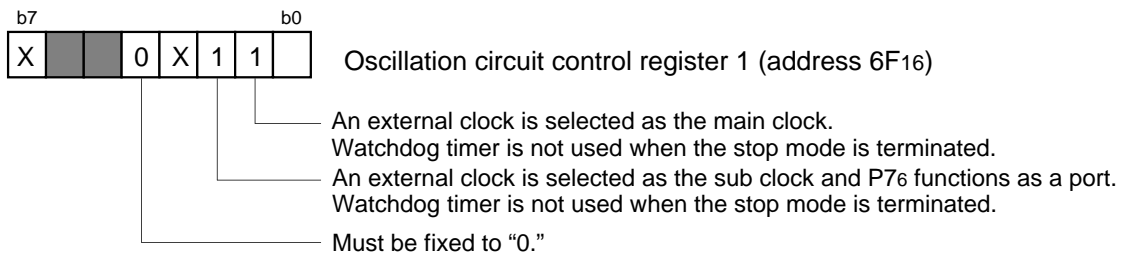 b7 b0
X 0 X 1 1 Oscillation circuit control register 1 (address 6F16)
An external clock is selected as the main clock.
Watchdog timer is not used when the stop mode is terminated.
An external clock is selected as the sub clock and P76 functions as a port.
Watchdog timer is not used when the stop mode is terminated.
Must be fixed to “0.”